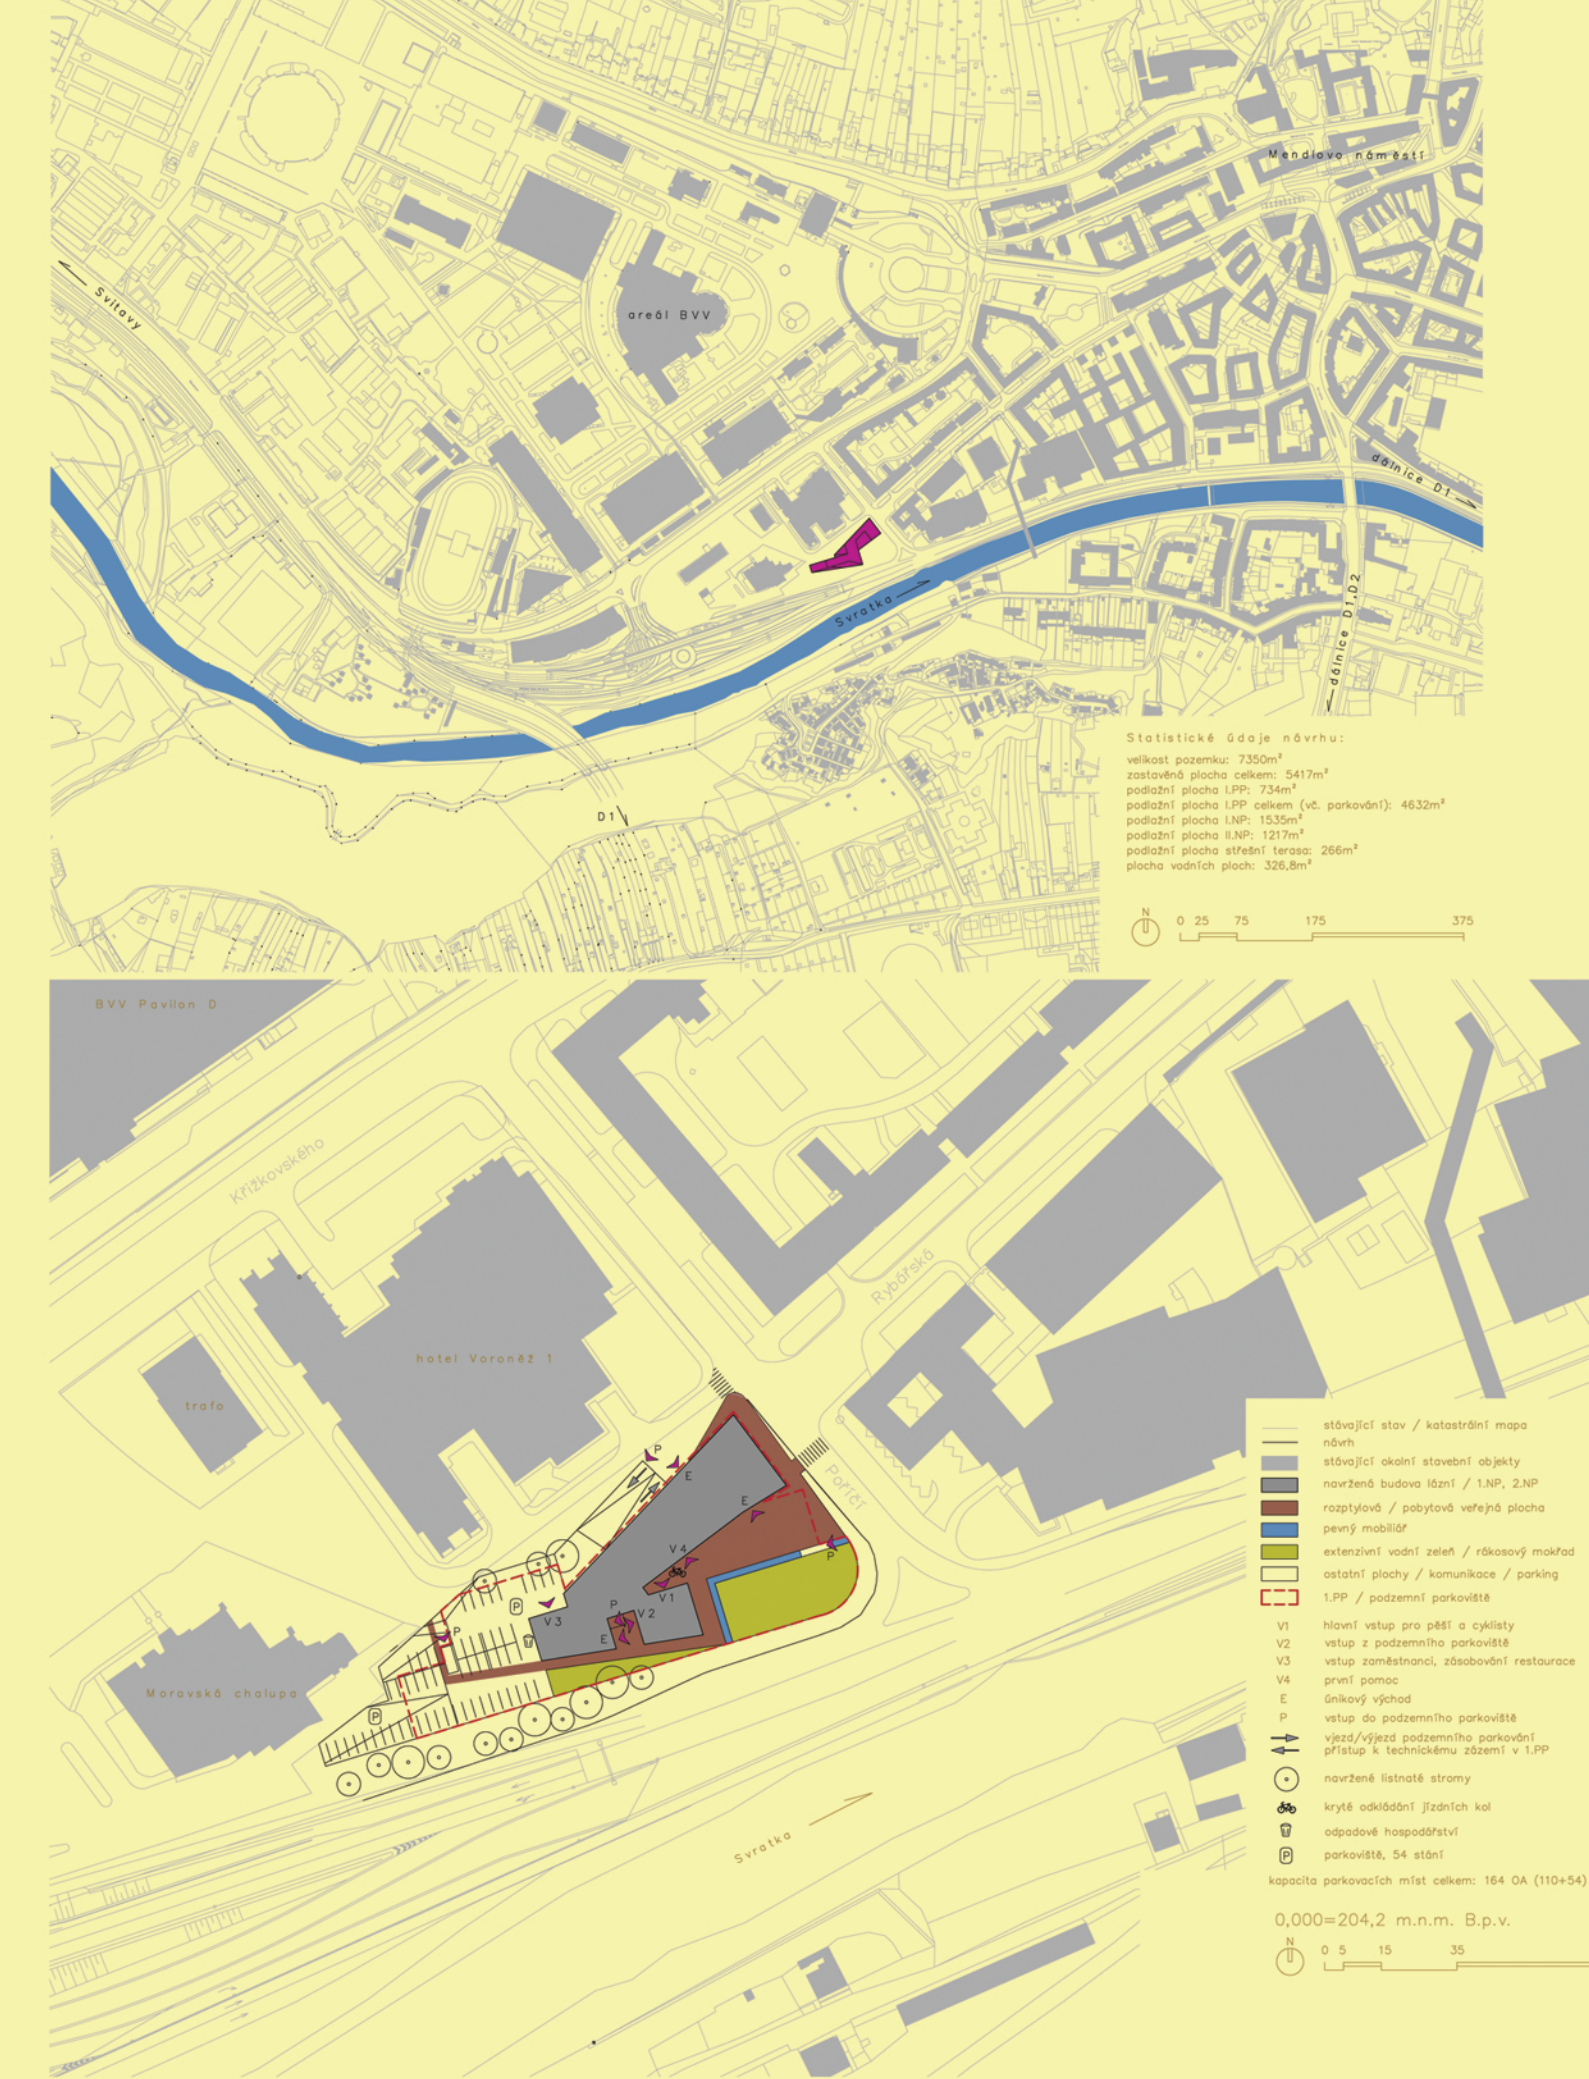 Mendlovo náměstí
Svitavy
areál BVV
dálnice D1
Svratka
dálnice D1,D2
D1
Statistické údaje návrhu:
velikost pozemku: 7350m²
zastavěná plocha celkem: 5417m²
podlažní plocha I.PP: 734m²
podlažní plocha I.PP celkem (vč. parkování): 4632m²
podlažní plocha I.NP: 1535m²
podlažní plocha II.NP: 1217m²
podlažní plocha střešní terasa: 266m²
plocha vodních ploch: 326,8m²
N
0 25 75 175 375
BVV Pavilon D
Křížkovského
Rybářská
hotel Voroněž 1
trafo
Poříčí
P
E
E
V4
P
V1
P
V2
V3
E
P
P
P
Moravská chalupa
Svratka
stávající stav / katastrální mapa
návrh
stávající okolní stavební objekty
navržená budova lázní / 1.NP, 2.NP
rozptylová / pobytová veřejná plocha
pevný mobiliář
extenzivní vodní zeleň / rákosový mokřad
ostatní plochy / komunikace / parking
1.PP / podzemní parkoviště
V1 hlavní vstup pro pěší a cyklisty
V2 vstup z podzemního parkoviště
V3 vstup zaměstnanci, zásobování restaurace
V4 první pomoc
E únikový východ
P vstup do podzemního parkoviště
vjezd/výjezd podzemního parkování
přístup k technickému zázemí v 1.PP
navržené listnaté stromy
kryté odkládání jízdních kol
odpadové hospodářství
P parkoviště, 54 stání
kapacita parkovacích míst celkem: 164 OA (110+54)
0,000=204,2 m.n.m. B.p.v.
N
0 5 15 35